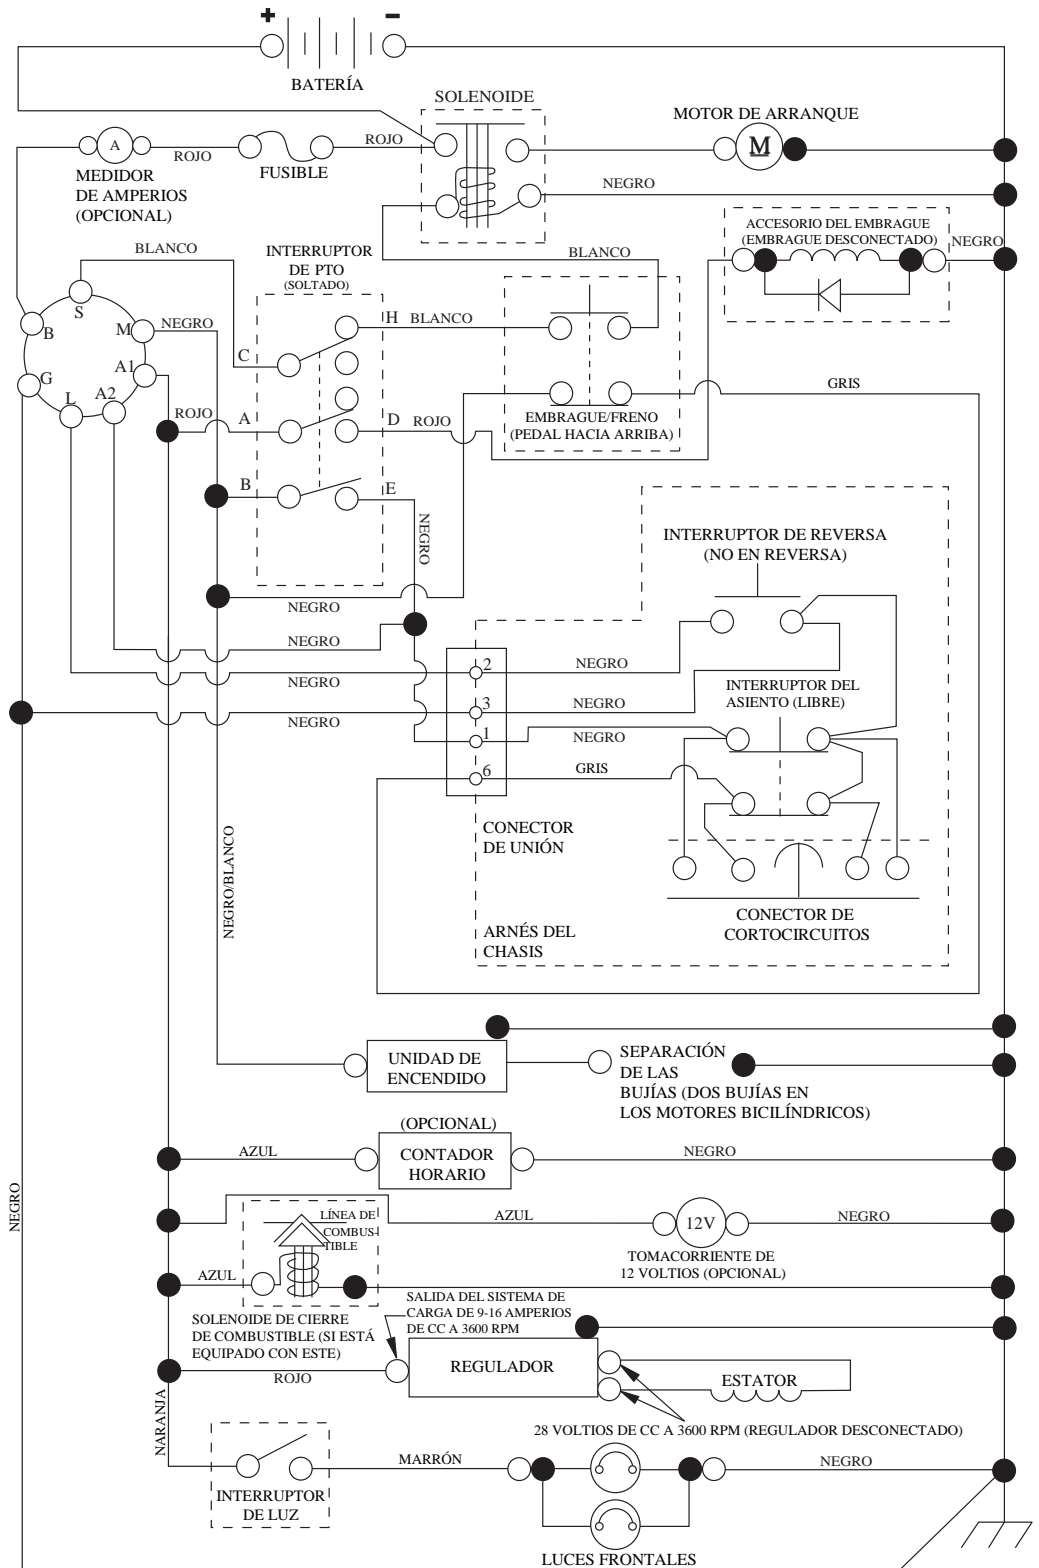 + −
BATERÍA
SOLENOIDE
MOTOR DE ARRANQUE
A
ROJO
ROJO
M
FUSIBLE
MEDIDOR
DE AMPERIOS
(OPCIONAL)
NEGRO
ACCESORIO DEL EMBRAGUE
(EMBRAGUE DESCONECTADO)
NEGRO
BLANCO
INTERRUPTOR
DE PTO
(SOLTADO)
BLANCO
S
B
M
NEGRO
H
BLANCO
C
G
A1
L
A2
ROJO
A
D
ROJO
GRIS
EMBRAGUE/FRENO
(PEDAL HACIA ARRIBA)
B
E
NEGRO
INTERRUPTOR DE REVERSA
(NO EN REVERSA)
NEGRO
NEGRO
NEGRO
2
NEGRO
INTERRUPTOR DEL
ASIENTO (LIBRE)
NEGRO
3
NEGRO
1
NEGRO
6
GRIS
CONECTOR
DE UNIÓN
NEGRO/BLANCO
CONECTOR DE
CORTOCIRCUITOS
ARNÉS DEL
CHASIS
UNIDAD DE
ENCENDIDO
SEPARACIÓN
DE LAS
BUJÍAS (DOS BUJÍAS EN
LOS MOTORES BICILÍNDRICOS)
(OPCIONAL)
AZUL
CONTADOR
HORARIO
NEGRO
NEGRO
LÍNEA DE
COMBUS-
TIBLE
AZUL
12V
NEGRO
TOMACORRIENTE DE
12 VOLTIOS (OPCIONAL)
AZUL
SALIDA DEL SISTEMA DE
CARGA DE 9-16 AMPERIOS
DE CC A 3600 RPM
SOLENOIDE DE CIERRE
DE COMBUSTIBLE (SI ESTÁ
EQUIPADO CON ESTE)
ROJO
REGULADOR
ESTATOR
NARANJA
28 VOLTIOS DE CC A 3600 RPM (REGULADOR DESCONECTADO)
MARRÓN
NEGRO
INTERRUPTOR
DE LUZ
LUCES FRONTALES